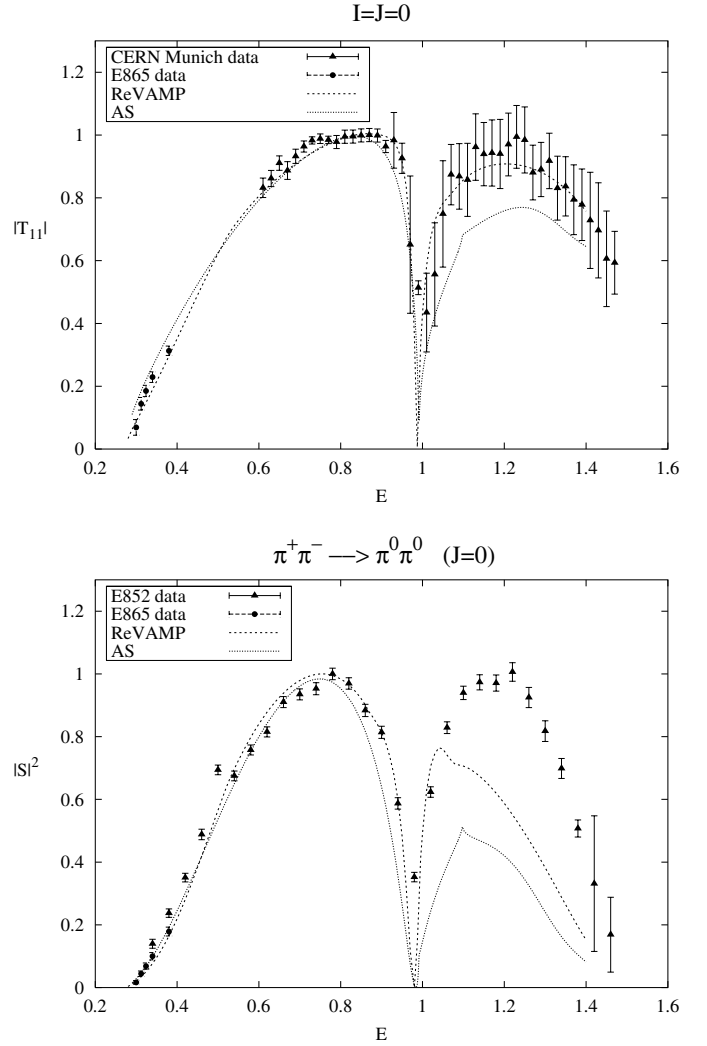 I=J=0
CERN Munich data
E865 data
ReVAMP
AS
1.2
1
0.8
0.6
0.4
0.2
0
|T₁₁|
0.2 0.4 0.6 0.8 1 1.2 1.4 1.6
E
π⁺π⁻ —> π⁰π⁰ (J=0)
E852 data
E865 data
ReVAMP
AS
1.2
1
0.8
0.6
0.4
0.2
0
|S|²
0.2 0.4 0.6 0.8 1 1.2 1.4 1.6
E